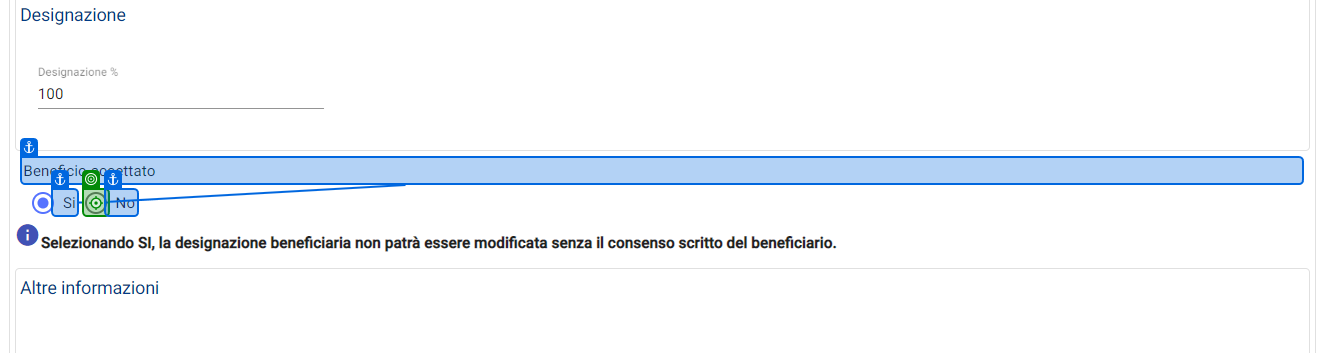 Designazione
Designazione %
100
Beneficio accettato
Si No
Selezionando SI, la designazione beneficiaria non patrà essere modificata senza il consenso scritto del beneficiario.
Altre informazioni